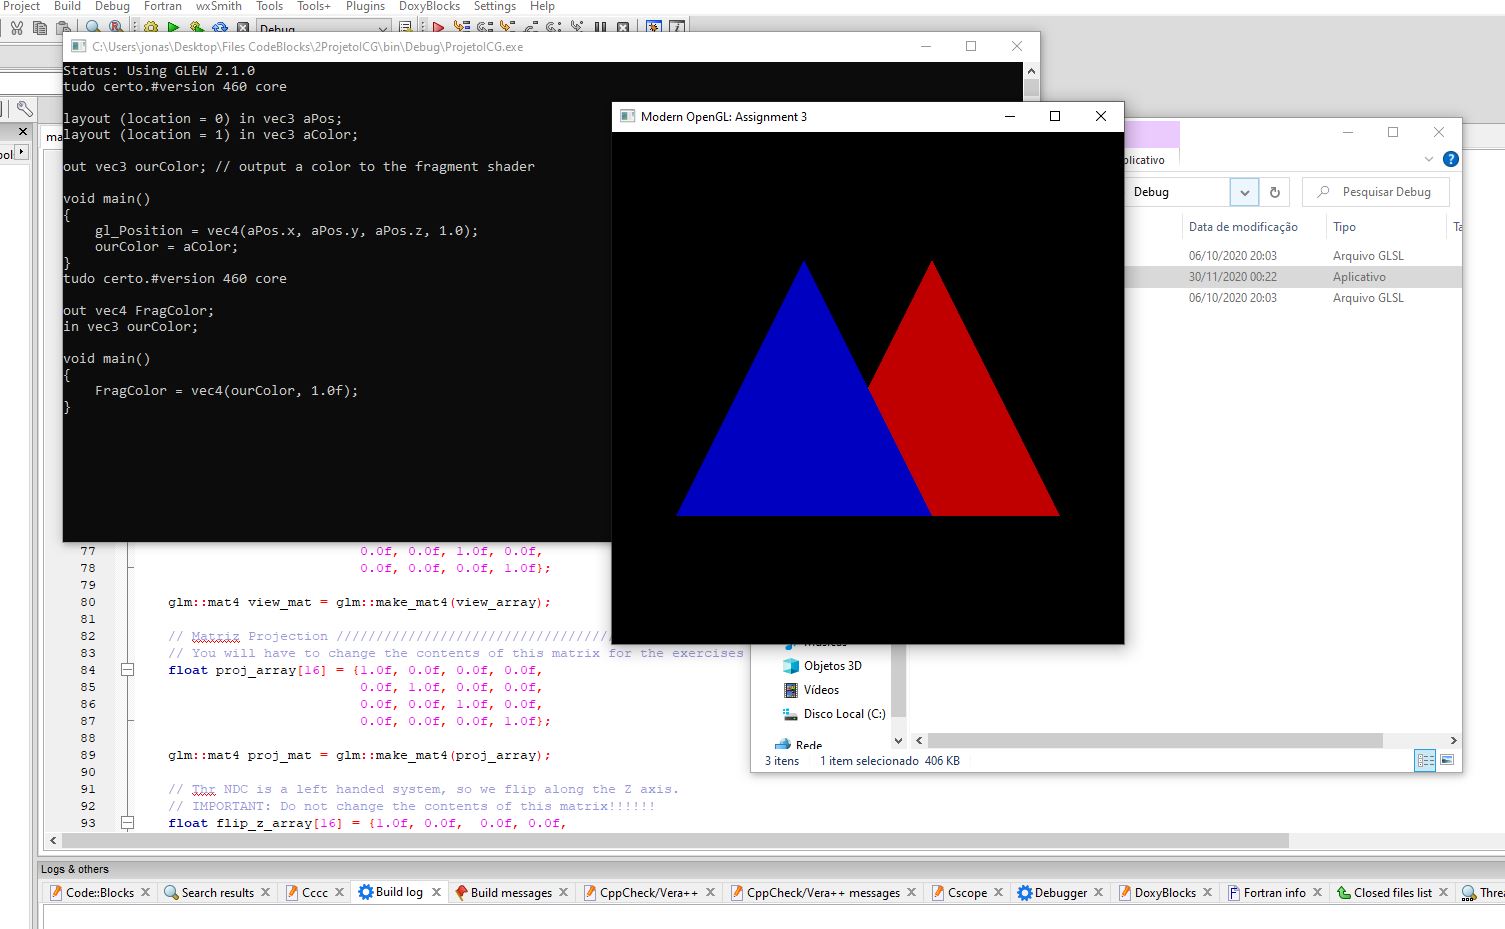 Project Build Debug Fortran wxSmith Tools Tools+ Plugins DoxyBlocks Settings Help
Debug
C:\Users\jonas\Desktop\Files CodeBlocks\2ProjetoICG\bin\Debug\ProjetoICG.exe
Status: Using GLEW 2.1.0
tudo certo.#version 460 core
layout (location = 0) in vec3 aPos;
layout (location = 1) in vec3 aColor;
out vec3 ourColor; // output a color to the fragment shader
void main()
{
gl_Position = vec4(aPos.x, aPos.y, aPos.z, 1.0);
ourColor = aColor;
}
tudo certo.#version 460 core
out vec4 FragColor;
in vec3 ourColor;
void main()
{
FragColor = vec4(ourColor, 1.0f);
}
Modern OpenGL: Assignment 3
plicativo
Debug
Pesquisar Debug
Data de modificação Tipo Ta
06/10/2020 20:03 Arquivo GLSL
30/11/2020 00:22 Aplicativo
06/10/2020 20:03 Arquivo GLSL
Objetos 3D
Vídeos
Disco Local (C:)
Rede
3 itens 1 item selecionado 406 KB
77 0.0f, 0.0f, 1.0f, 0.0f,
78 0.0f, 0.0f, 0.0f, 1.0f};
79
80 glm::mat4 view_mat = glm::make_mat4(view_array);
81
82 // Matriz Projection ///////////////////////////////////
83 // You will have to change the contents of this matrix for the exercises
84 float proj_array[16] = {1.0f, 0.0f, 0.0f, 0.0f,
85 0.0f, 1.0f, 0.0f, 0.0f,
86 0.0f, 0.0f, 1.0f, 0.0f,
87 0.0f, 0.0f, 0.0f, 1.0f};
88
89 glm::mat4 proj_mat = glm::make_mat4(proj_array);
90
91 // Thr NDC is a left handed system, so we flip along the Z axis.
92 // IMPORTANT: Do not change the contents of this matrix!!!!!!
93 float flip_z_array[16] = {1.0f, 0.0f, 0.0f, 0.0f,
Logs & others
Code::Blocks Search results Cccc Build log Build messages CppCheck/Vera++ CppCheck/Vera++ messages Cscope Debugger DoxyBlocks Fortran info Closed files list Threa